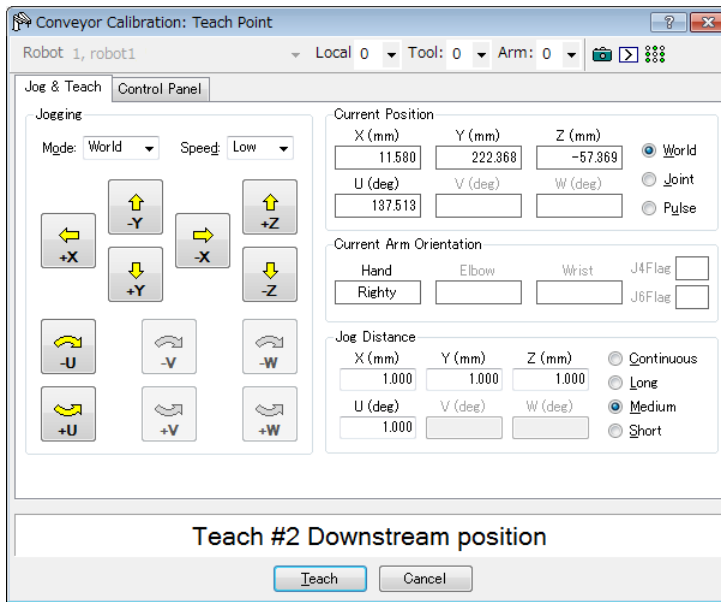 Conveyor Calibration: Teach Point
Robot 1, robot1 Local 0 Tool: 0 Arm: 0
Jog & Teach Control Panel
Jogging
Mode: World Speed: Low
-Y
+Z
+X
-X
+Y
-Z
-U
-V
-W
+U
+V
+W
Current Position
X (mm) Y (mm) Z (mm)
11.580 222.368 -57.369
U (deg) V (deg) W (deg)
137.513
World
Joint
Pulse
Current Arm Orientation
Hand Elbow Wrist J4Flag
Righty J6Flag
Jog Distance
X (mm) Y (mm) Z (mm)
1.000 1.000 1.000
U (deg) V (deg) W (deg)
1.000
Continuous
Long
Medium
Short
Teach #2 Downstream position
Teach Cancel